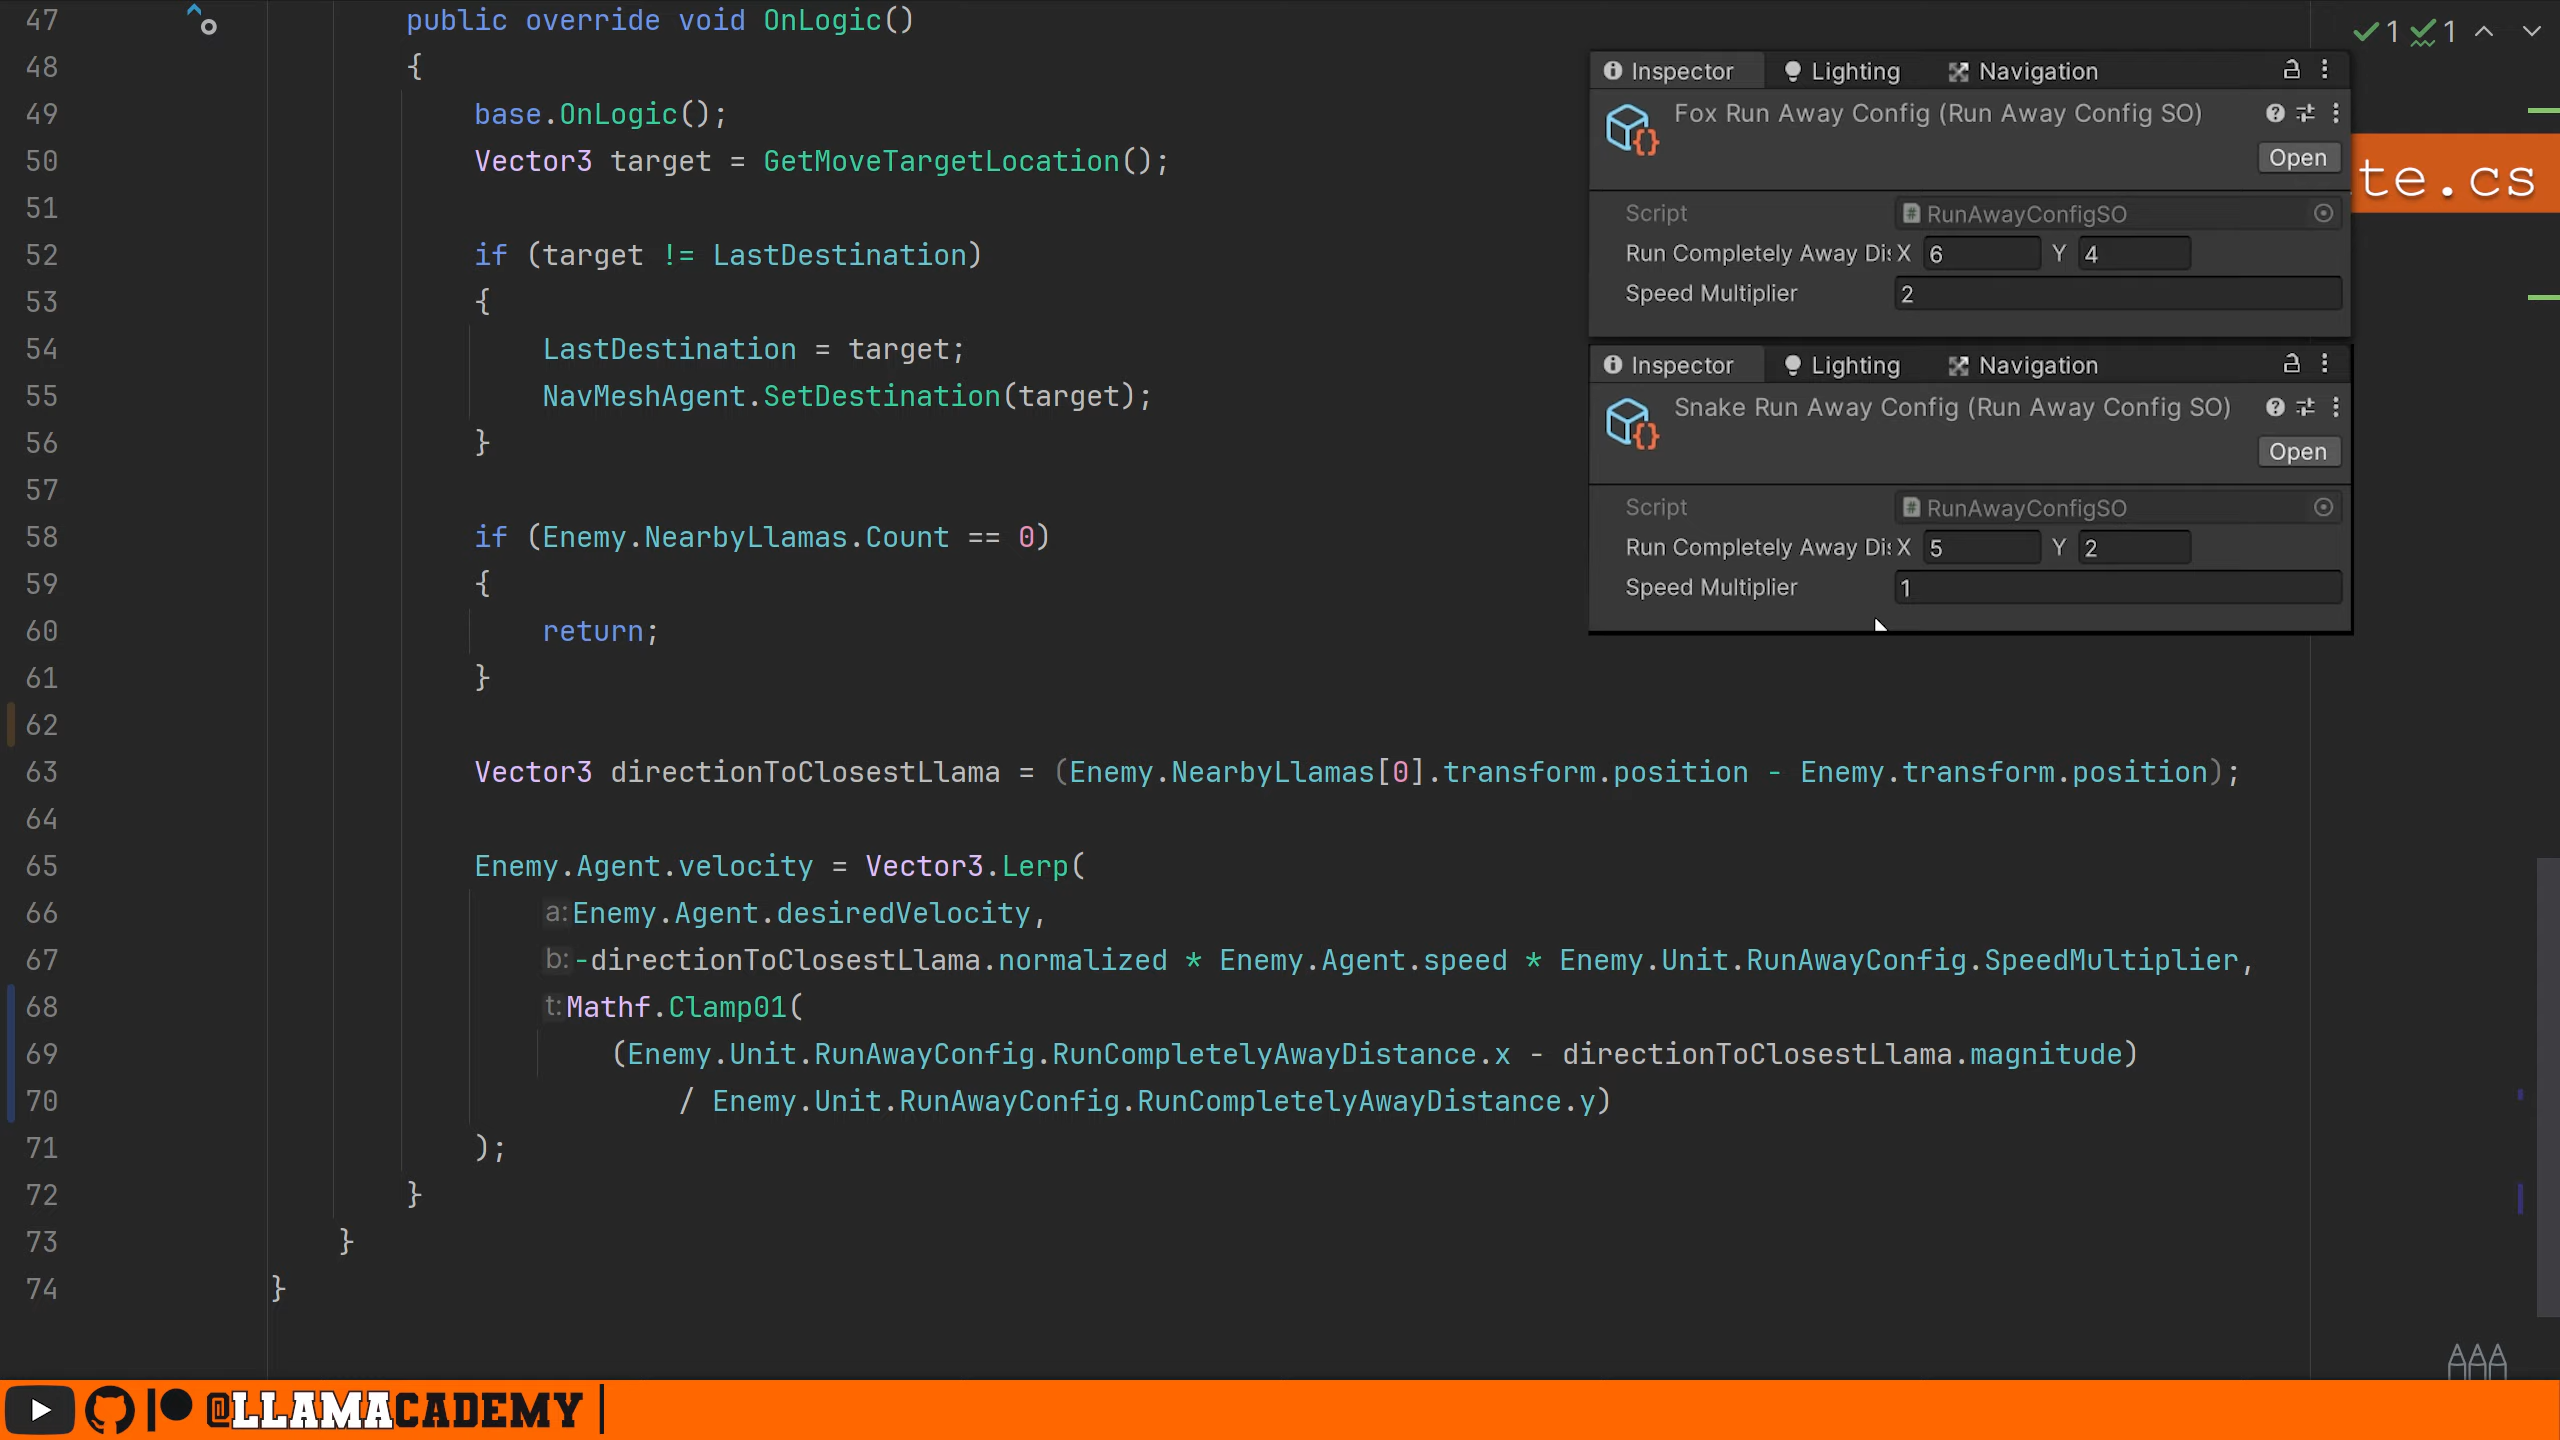 47 public override void OnLogic()
48 {
49 base.OnLogic();
50 Vector3 target = GetMoveTargetLocation();
51
52 if (target != LastDestination)
53 {
54 LastDestination = target;
55 NavMeshAgent.SetDestination(target);
56 }
57
58 if (Enemy.NearbyLlamas.Count == 0)
59 {
60 return;
61 }
62
63 Vector3 directionToClosestLlama = (Enemy.NearbyLlamas[0].transform.position - Enemy.transform.position);
64
65 Enemy.Agent.velocity = Vector3.Lerp(
66 a:Enemy.Agent.desiredVelocity,
67 b:-directionToClosestLlama.normalized * Enemy.Agent.speed * Enemy.Unit.RunAwayConfig.SpeedMultiplier,
68 t:Mathf.Clamp01(
69 (Enemy.Unit.RunAwayConfig.RunCompletelyAwayDistance.x - directionToClosestLlama.magnitude)
70 / Enemy.Unit.RunAwayConfig.RunCompletelyAwayDistance.y)
71 );
72 }
73 }
74 }
1 1
te.cs
Inspector Lighting Navigation
Fox Run Away Config (Run Away Config SO)
Open
Script RunAwayConfigSO
Run Completely Away Dis X 6 Y 4
Speed Multiplier 2
Inspector Lighting Navigation
Snake Run Away Config (Run Away Config SO)
Open
Script RunAwayConfigSO
Run Completely Away Dis X 5 Y 2
Speed Multiplier 1
@LLAMACADEMY